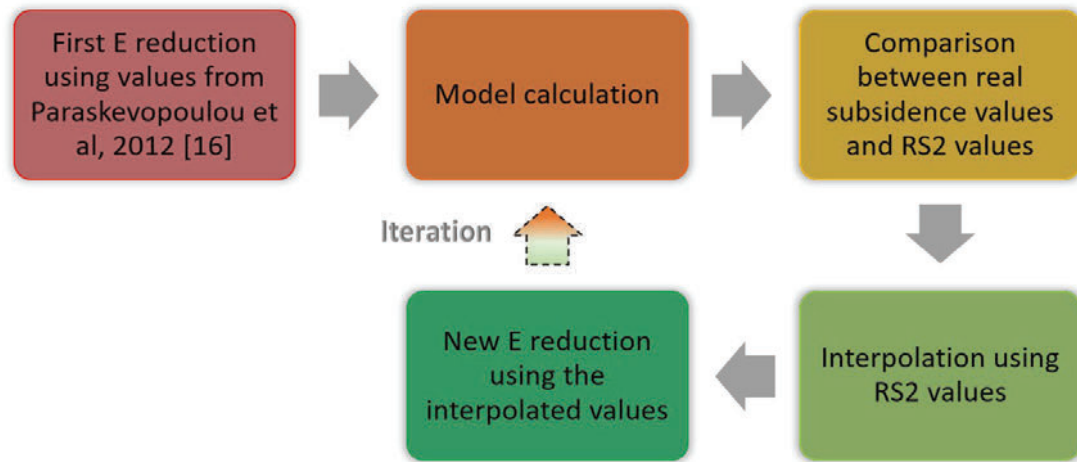 First E reduction
using values from
Paraskevopoulou et
al, 2012 [16]
Model calculation
Comparison
between real
subsidence values
and RS2 values
Iteration
New E reduction
using the
interpolated values
Interpolation using
RS2 values